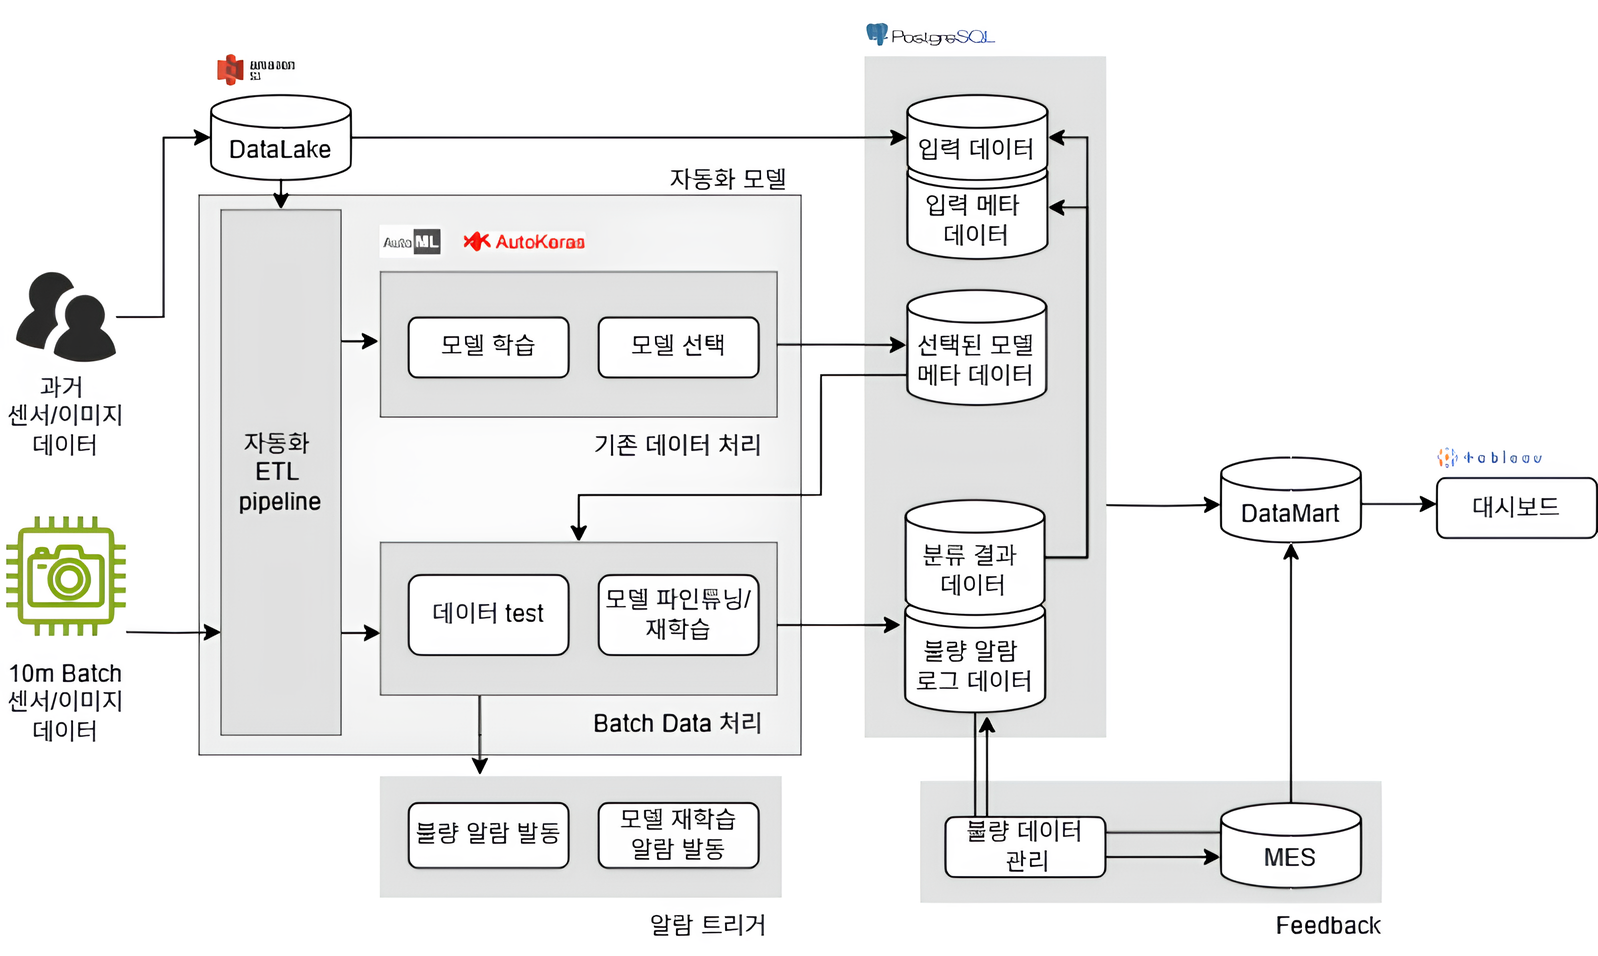 PostgreSQL
amazon
S3
DataLake
입력 데이터
자동화 모델
입력 메타
데이터
Auto ML
AutoKeras
모델 학습
모델 선택
선택된 모델
메타 데이터
과거
센서/이미지
데이터
기존 데이터 처리
자동화
ETL
pipeline
tableau
대시보드
DataMart
분류 결과
데이터
데이터 test
모델 파인튜닝/
재학습
불량 알람
로그 데이터
10m Batch
센서/이미지
데이터
Batch Data 처리
불량 알람 발동
모델 재학습
알람 발동
불량 데이터
관리
MES
알람 트리거
Feedback